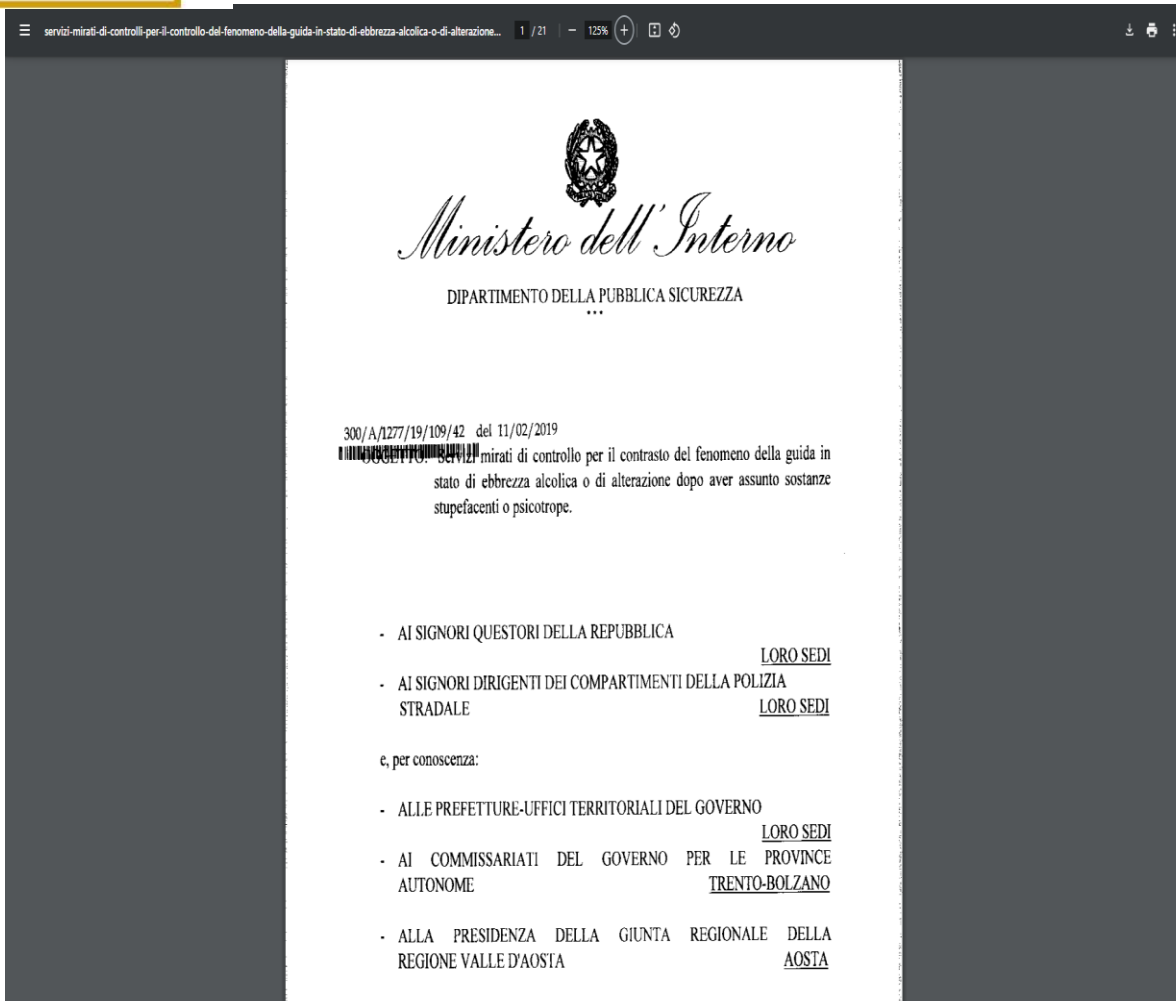 servizi-mirati-di-controlli-per-il-controllo-del-fenomeno-della-guida-in-stato-di-ebbrezza-alcolica-o-di-alterazione... 1 / 21 125%
Ministero dell'Interno
DIPARTIMENTO DELLA PUBBLICA SICUREZZA
***
300/A/1277/19/109/42 del 11/02/2019
OGGETTO: Servizi mirati di controllo per il contrasto del fenomeno della guida in
stato di ebbrezza alcolica o di alterazione dopo aver assunto sostanze
stupefacenti o psicotrope.
- AI SIGNORI QUESTORI DELLA REPUBBLICA
LORO SEDI
- AI SIGNORI DIRIGENTI DEI COMPARTIMENTI DELLA POLIZIA
STRADALE LORO SEDI
e, per conoscenza:
- ALLE PREFETTURE-UFFICI TERRITORIALI DEL GOVERNO
LORO SEDI
- AI COMMISSARIATI DEL GOVERNO PER LE PROVINCE
AUTONOME TRENTO-BOLZANO
- ALLA PRESIDENZA DELLA GIUNTA REGIONALE DELLA
REGIONE VALLE D'AOSTA AOSTA